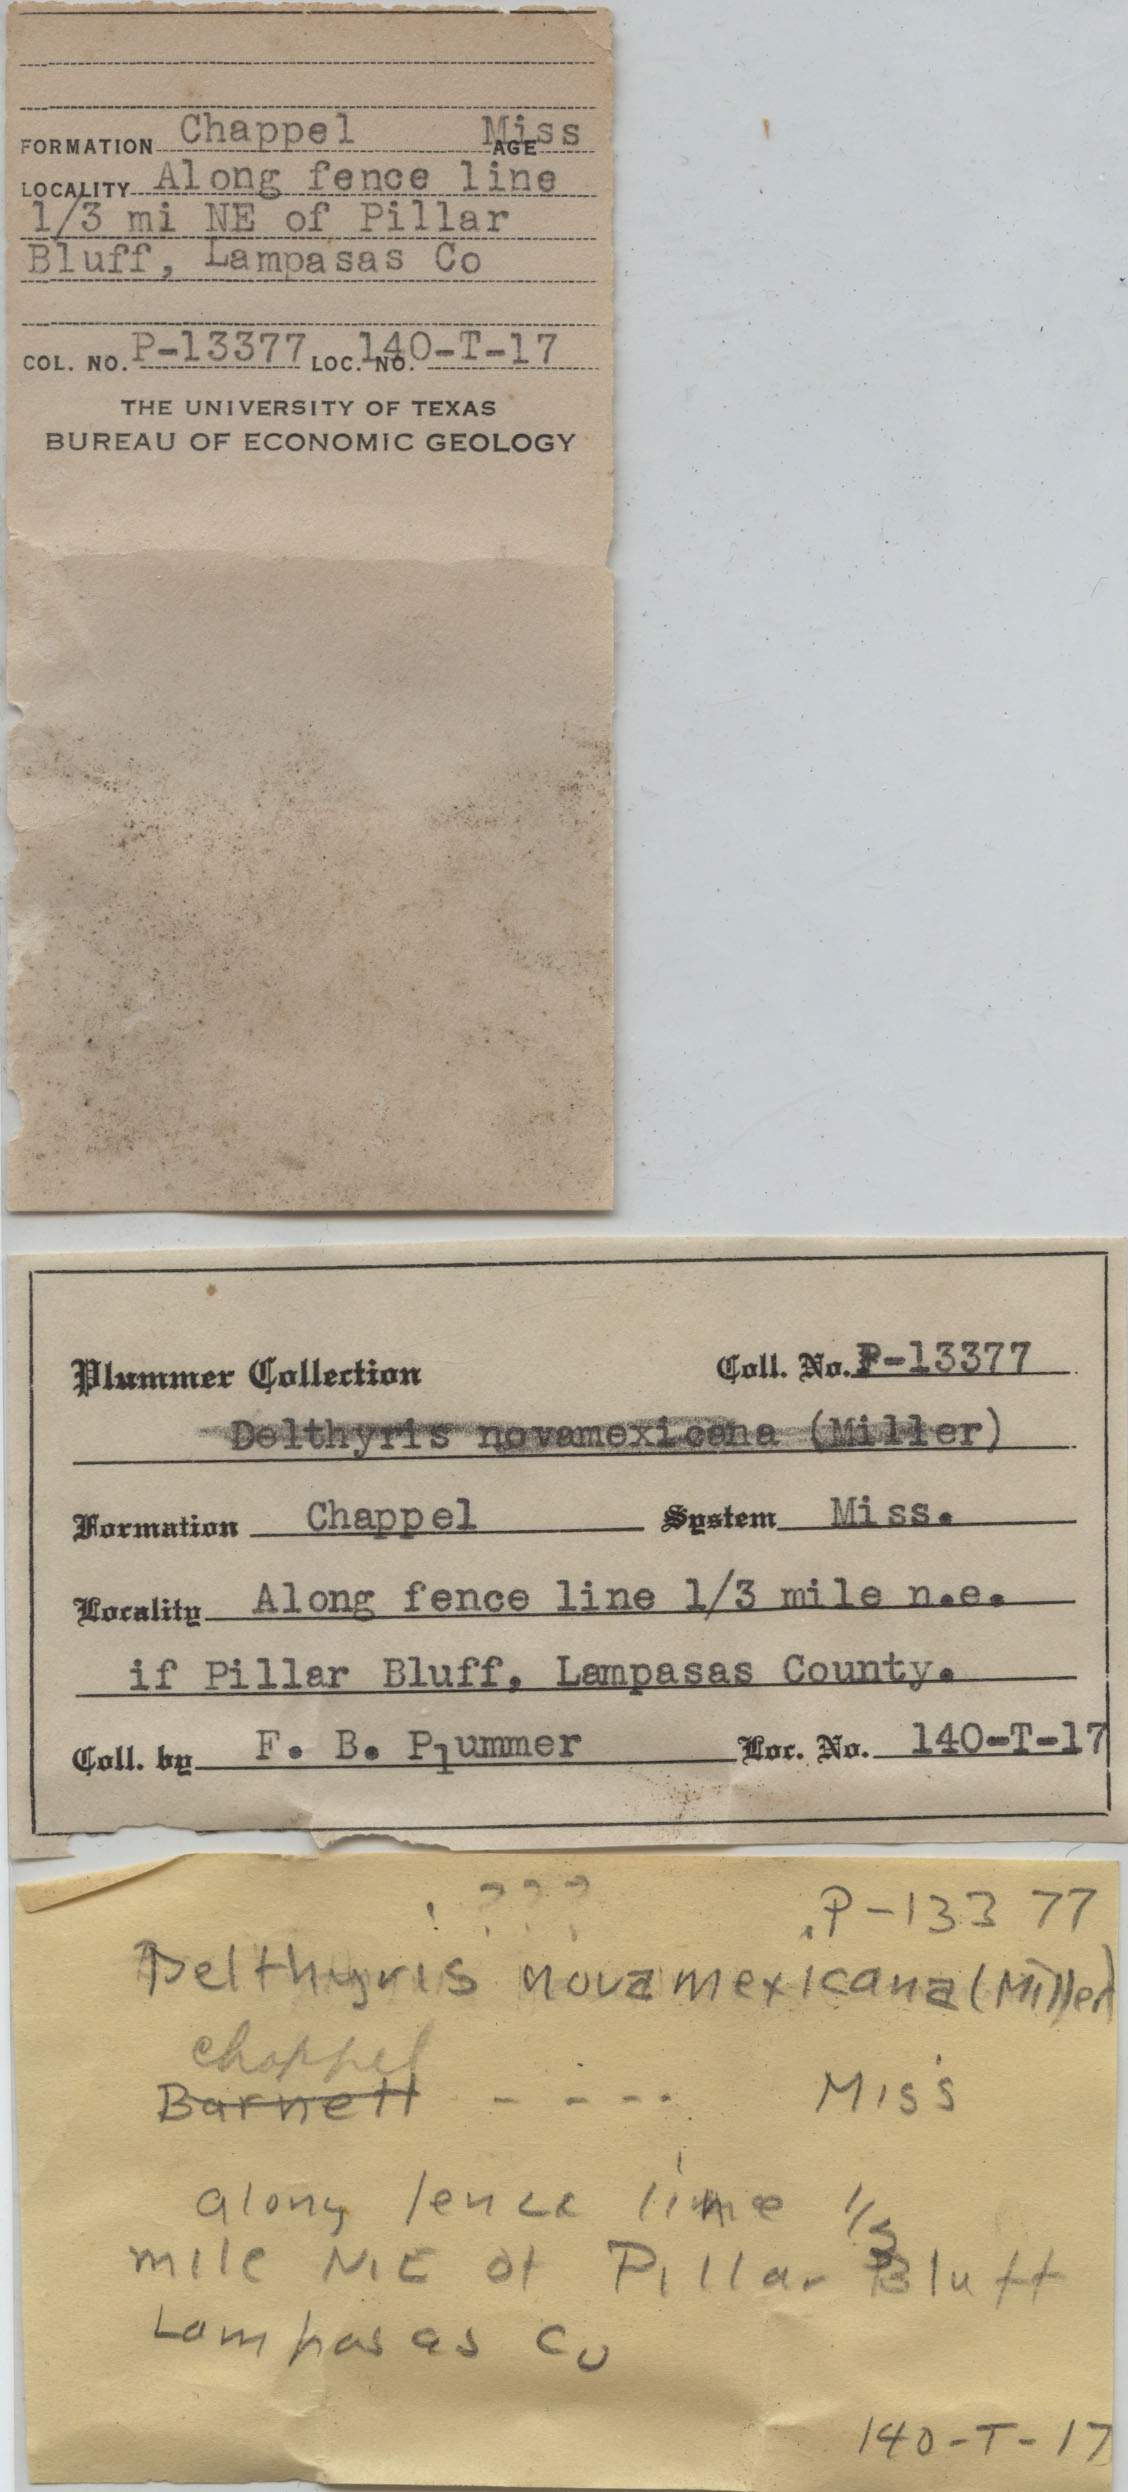 FORMATION Chappel AGE Miss
LOCALITY Along fence line
1/3 mi NE of Pillar
Bluff, Lampasas Co
COL. NO. P-13377 LOC. NO. 140-T-17
THE UNIVERSITY OF TEXAS
BUREAU OF ECONOMIC GEOLOGY
Plummer Collection Coll. No. P-13377
Delthyris novamexicana (Miller)
Formation Chappel System Miss.
Locality Along fence line 1/3 mile n.e.
if Pillar Bluff, Lampasas County.
Coll. by F. B. Plummer Loc. No. 140-T-17
??? P-13377
Delthyris novamexicana (Miller)
chappel
Barnett - - - - Miss
along fence line 1/3
mile N.E of Pillar Bluff
Lampasas Co
140-T-17